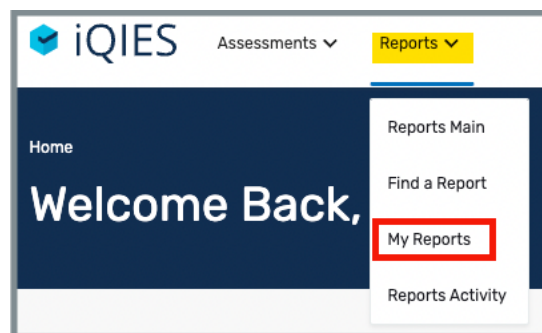 iQIES Assessments Reports
Reports Main
Home
Find a Report
Welcome Back,
My Reports
Reports Activity